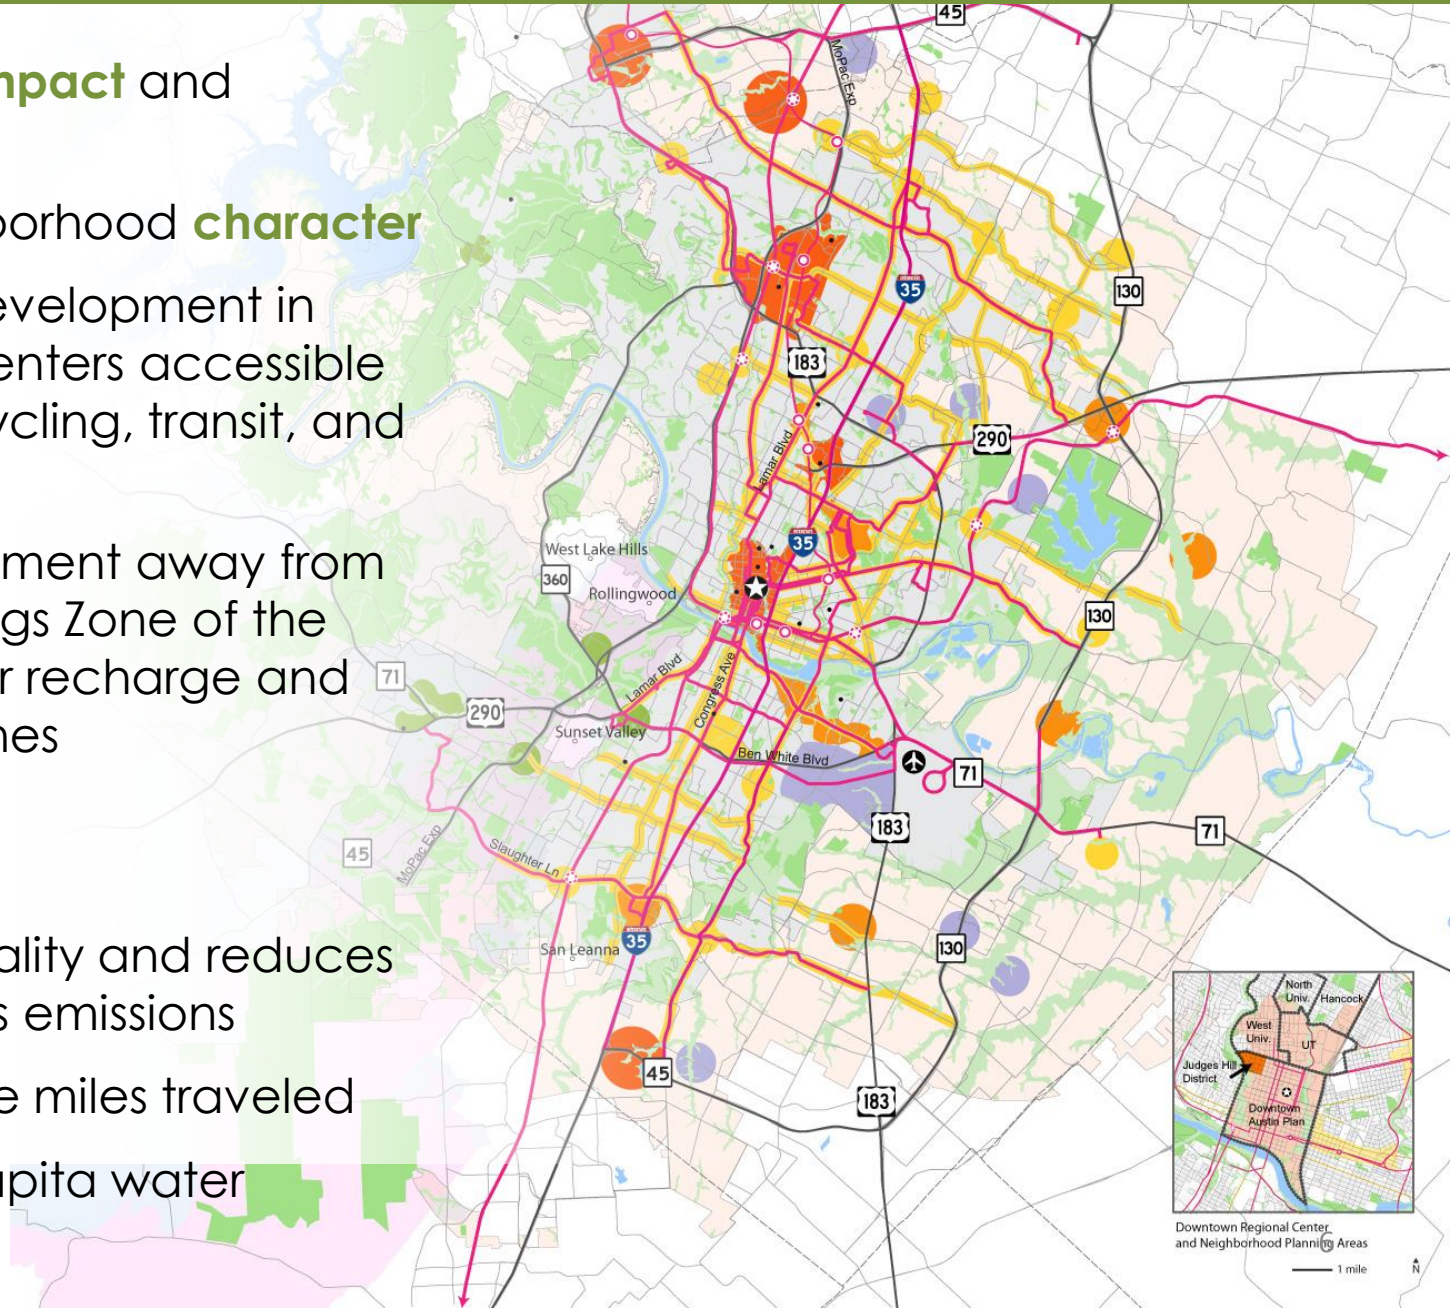 mpact and
borhood character
evelopment in
enters accessible
ycling, transit, and
ment away from
gs Zone of the
r recharge and
nes
ality and reduces
s emissions
e miles traveled
apita water
45
MoPac Exp
35
130
183
Lamar Blvd
290
35
West Lake Hills
360
Rollingwood
130
71
290
Lamar Blvd
Congress Ave
Sunset Valley
Ben White Blvd
71
183
71
45
MoPac Exp
Slaughter Ln
San Leanna
35
130
45
183
North
Univ.
Hancock
West
Univ.
UT
Judges Hill
District
Downtown
Austin Plan
Downtown Regional Center
and Neighborhood Planning Areas
6
1 mile
N